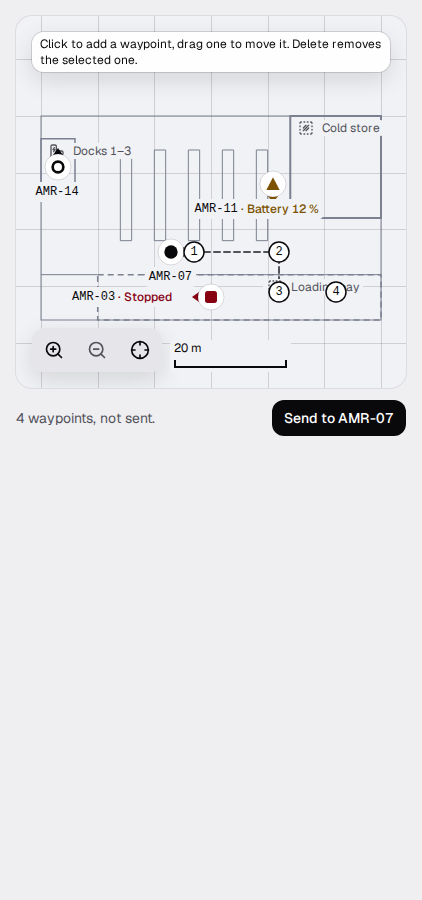 Click to add a waypoint, drag one to move it. Delete removes
the selected one.
Cold store
Docks 1–3
AMR-14
AMR-11 · Battery 12 %
1
2
AMR-07
AMR-03 · Stopped
3
4
20 m
4 waypoints, not sent.
Send to AMR-07